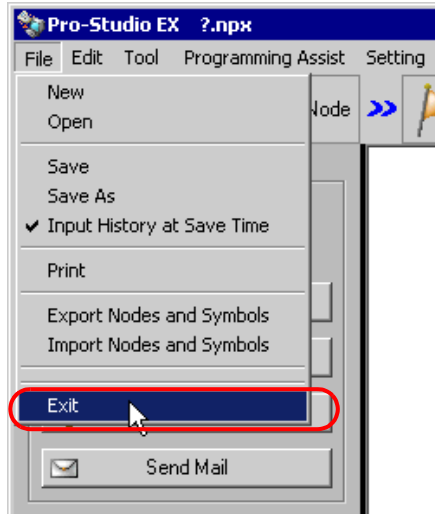 Pro-Studio EX ?.npx
File Edit Tool Programming Assist Setting
New
Node
Open
Save
Save As
Input History at Save Time
Print
Export Nodes and Symbols
Import Nodes and Symbols
Exit
Send Mail